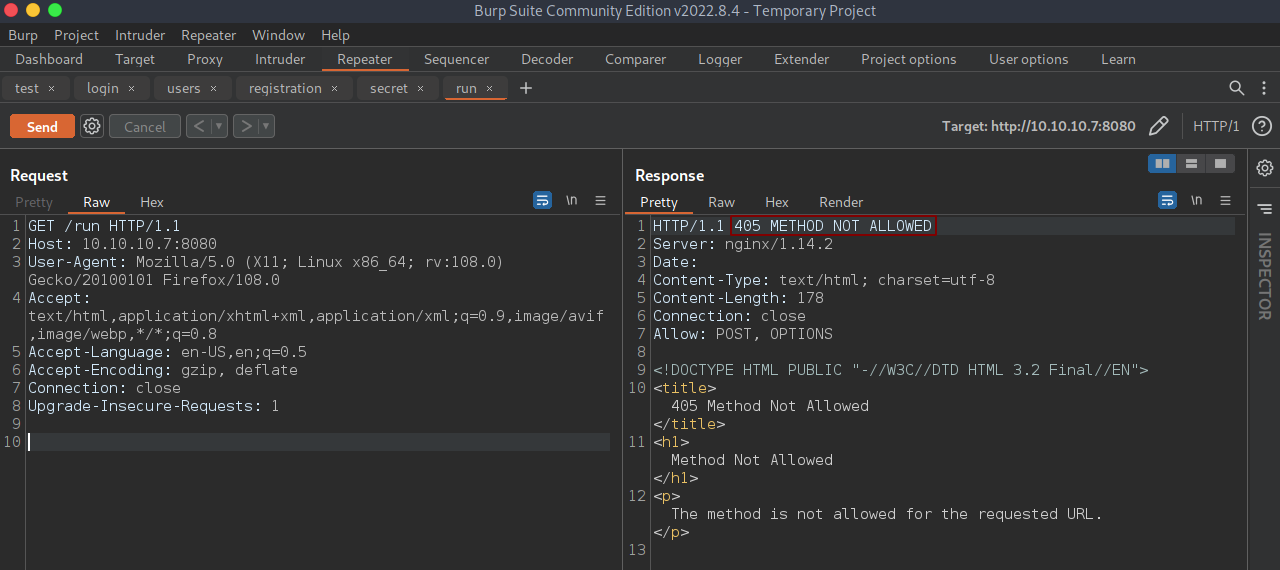 Burp Suite Community Edition v2022.8.4 - Temporary Project
Burp Project Intruder Repeater Window Help
Dashboard Target Proxy Intruder Repeater Sequencer Decoder Comparer Logger Extender Project options User options Learn
test × login × users × registration × secret × run × +
Send Cancel < > Target: http://10.10.10.7:8080 HTTP/1 ?
Request
Pretty Raw Hex \n
1 GET /run HTTP/1.1
2 Host: 10.10.10.7:8080
3 User-Agent: Mozilla/5.0 (X11; Linux x86_64; rv:108.0)
Gecko/20100101 Firefox/108.0
4 Accept:
text/html,application/xhtml+xml,application/xml;q=0.9,image/avif
,image/webp,*/*;q=0.8
5 Accept-Language: en-US,en;q=0.5
6 Accept-Encoding: gzip, deflate
7 Connection: close
8 Upgrade-Insecure-Requests: 1
9
10
Response
Pretty Raw Hex Render \n
1 HTTP/1.1 405 METHOD NOT ALLOWED
2 Server: nginx/1.14.2
3 Date:
4 Content-Type: text/html; charset=utf-8
5 Content-Length: 178
6 Connection: close
7 Allow: POST, OPTIONS
8
9 <!DOCTYPE HTML PUBLIC "-//W3C//DTD HTML 3.2 Final//EN">
10 <title>
405 Method Not Allowed
</title>
11 <h1>
Method Not Allowed
</h1>
12 <p>
The method is not allowed for the requested URL.
</p>
13
INSPECTOR